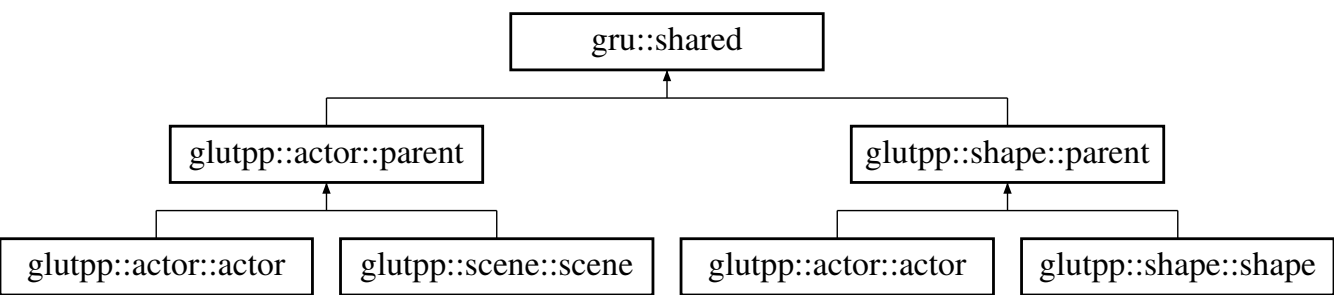 gru::shared
glutpp::actor::parent
glutpp::shape::parent
glutpp::actor::actor
glutpp::scene::scene
glutpp::actor::actor
glutpp::shape::shape